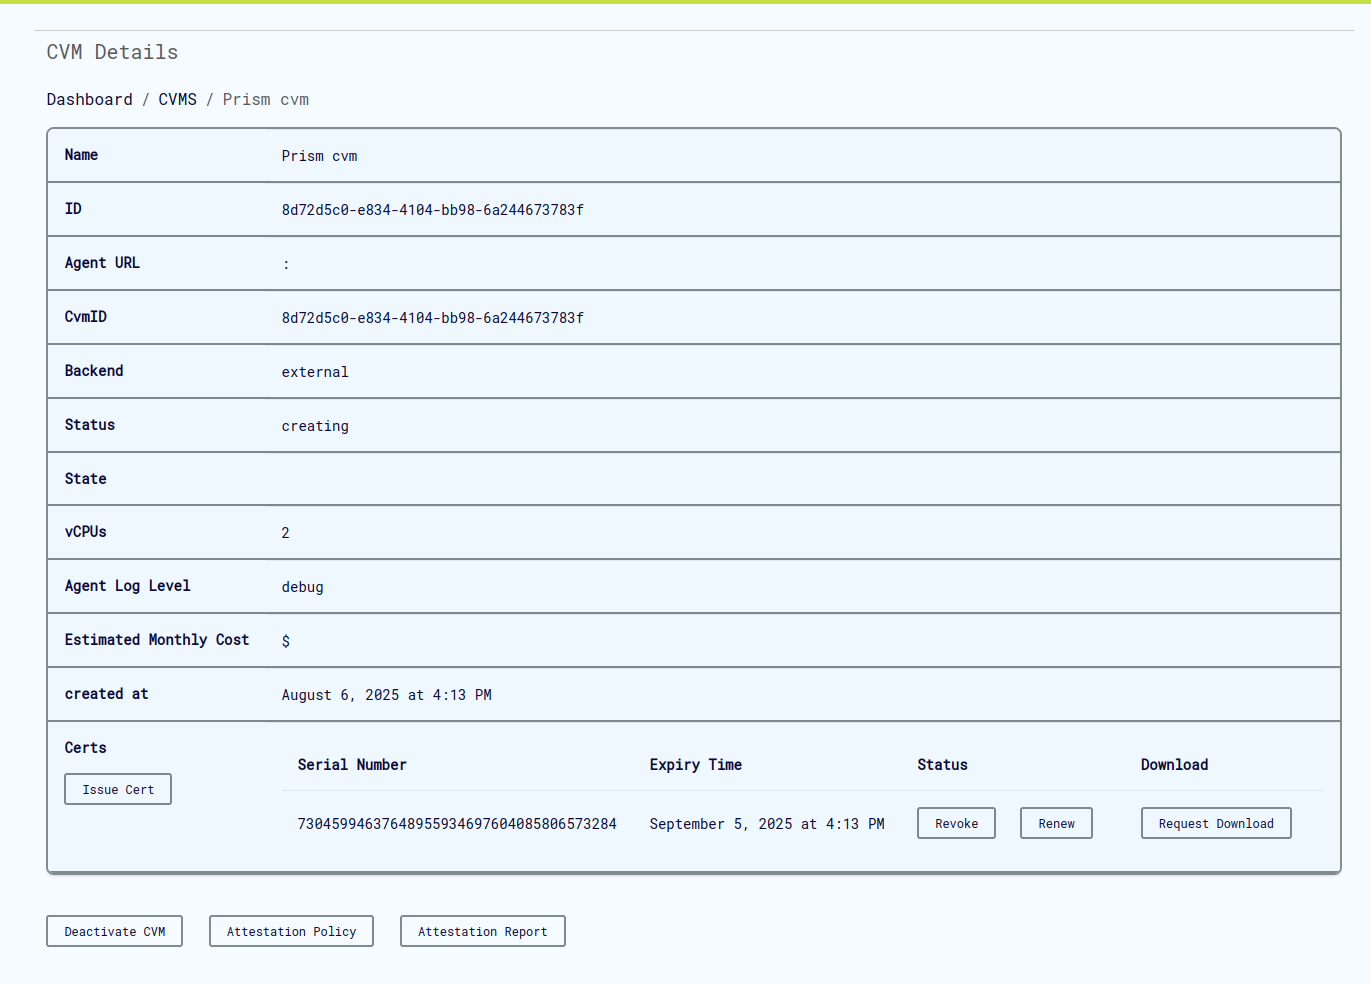 CVM Details
Dashboard / CVMS / Prism cvm
Name Prism cvm
ID 8d72d5c0-e834-4104-bb98-6a244673783f
Agent URL :
CvmID 8d72d5c0-e834-4104-bb98-6a244673783f
Backend external
Status creating
State
vCPUs 2
Agent Log Level debug
Estimated Monthly Cost $
created at August 6, 2025 at 4:13 PM
Certs
Issue Cert
Serial Number Expiry Time Status Download
73045994637648955934697604085806573284 September 5, 2025 at 4:13 PM Revoke Renew Request Download
Deactivate CVM Attestation Policy Attestation Report